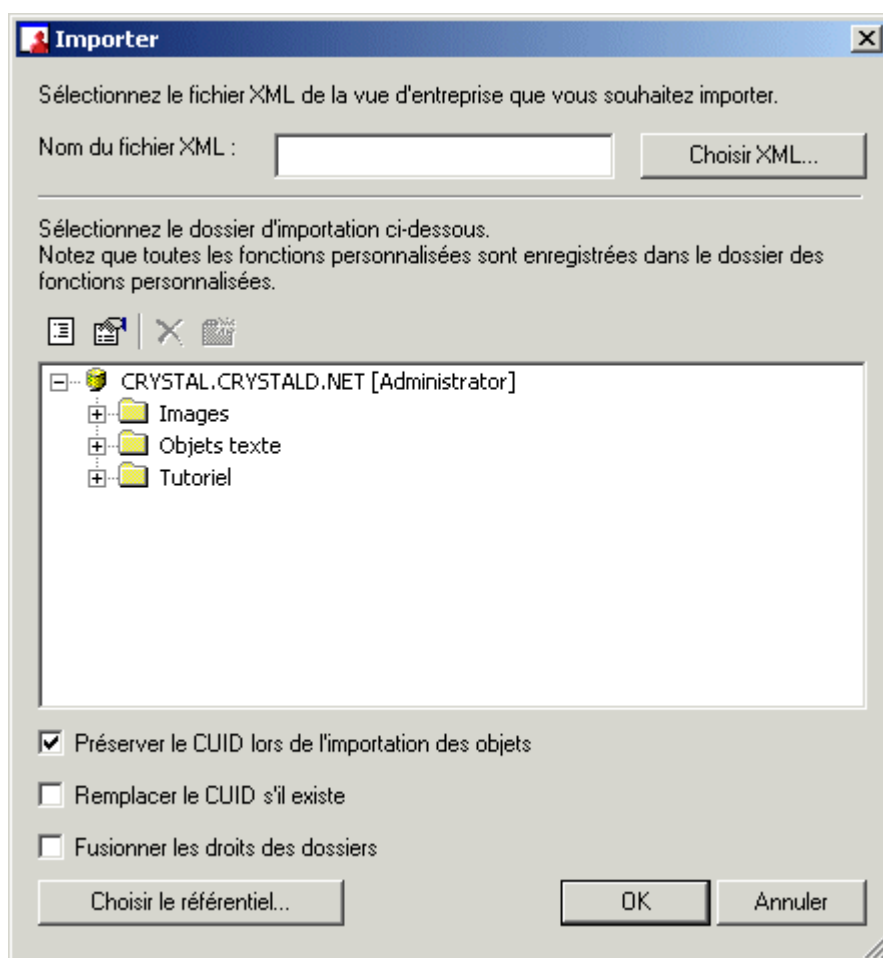 Importer
Sélectionnez le fichier XML de la vue d'entreprise que vous souhaitez importer.
Nom du fichier XML :
Choisir XML...
Sélectionnez le dossier d'importation ci-dessous.
Notez que toutes les fonctions personnalisées sont enregistrées dans le dossier des
fonctions personnalisées.
CRYSTAL.CRYSTALD.NET [Administrator]
Images
Objets texte
Tutoriel
Préserver le CUID lors de l'importation des objets
Remplacer le CUID s'il existe
Fusionner les droits des dossiers
Choisir le référentiel...
OK
Annuler